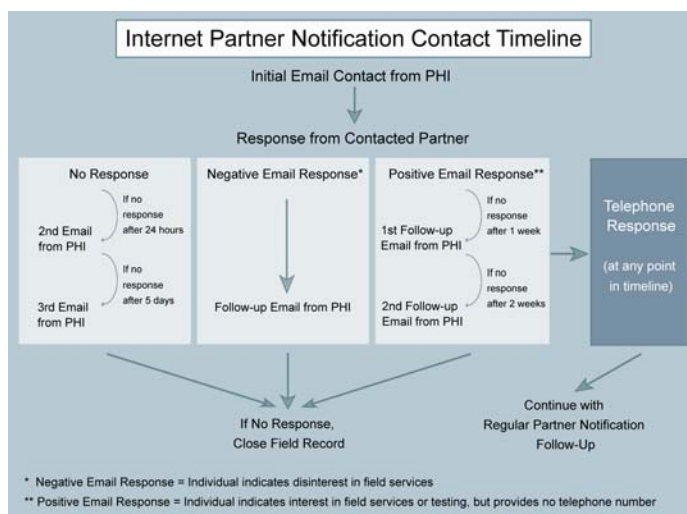 Internet Partner Notification Contact Timeline
Initial Email Contact from PHI
Response from Contacted Partner
No Response
If no
response
after 24 hours
2nd Email
from PHI
If no
response
after 5 days
3rd Email
from PHI
Negative Email Response*
Follow-up Email from PHI
Positive Email Response**
If no
response
after 1 week
1st Follow-up
Email from PHI
If no
response
after 2 weeks
2nd Follow-up
Email from PHI
Telephone
Response
(at any point
in timeline)
If No Response,
Close Field Record
Continue with
Regular Partner Notification
Follow-Up
* Negative Email Response = Individual indicates disinterest in field services
** Positive Email Response = Individual indicates interest in field services or testing, but provides no telephone number